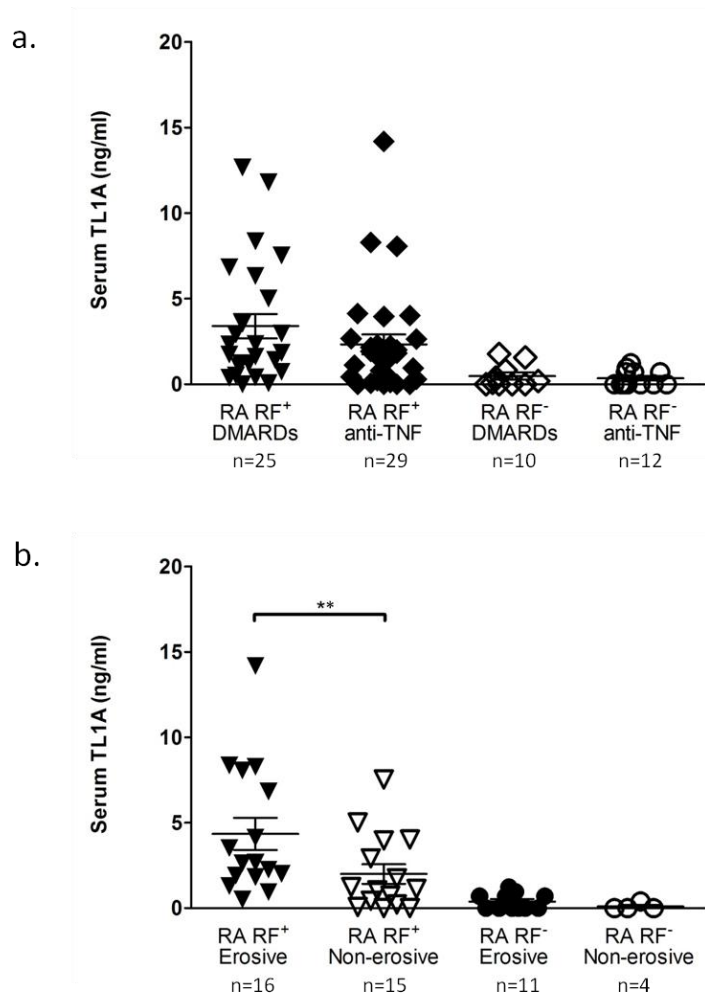 a.
Serum TL1A (ng/ml)
20
15
10
5
0
RA RF⁺ RA RF⁺ RA RF⁻ RA RF⁻
DMARDs anti-TNF DMARDs anti-TNF
n=25 n=29 n=10 n=12
b.
Serum TL1A (ng/ml)
20
**
15
10
5
0
RA RF⁺ RA RF⁺ RA RF⁻ RA RF⁻
Erosive Non-erosive Erosive Non-erosive
n=16 n=15 n=11 n=4